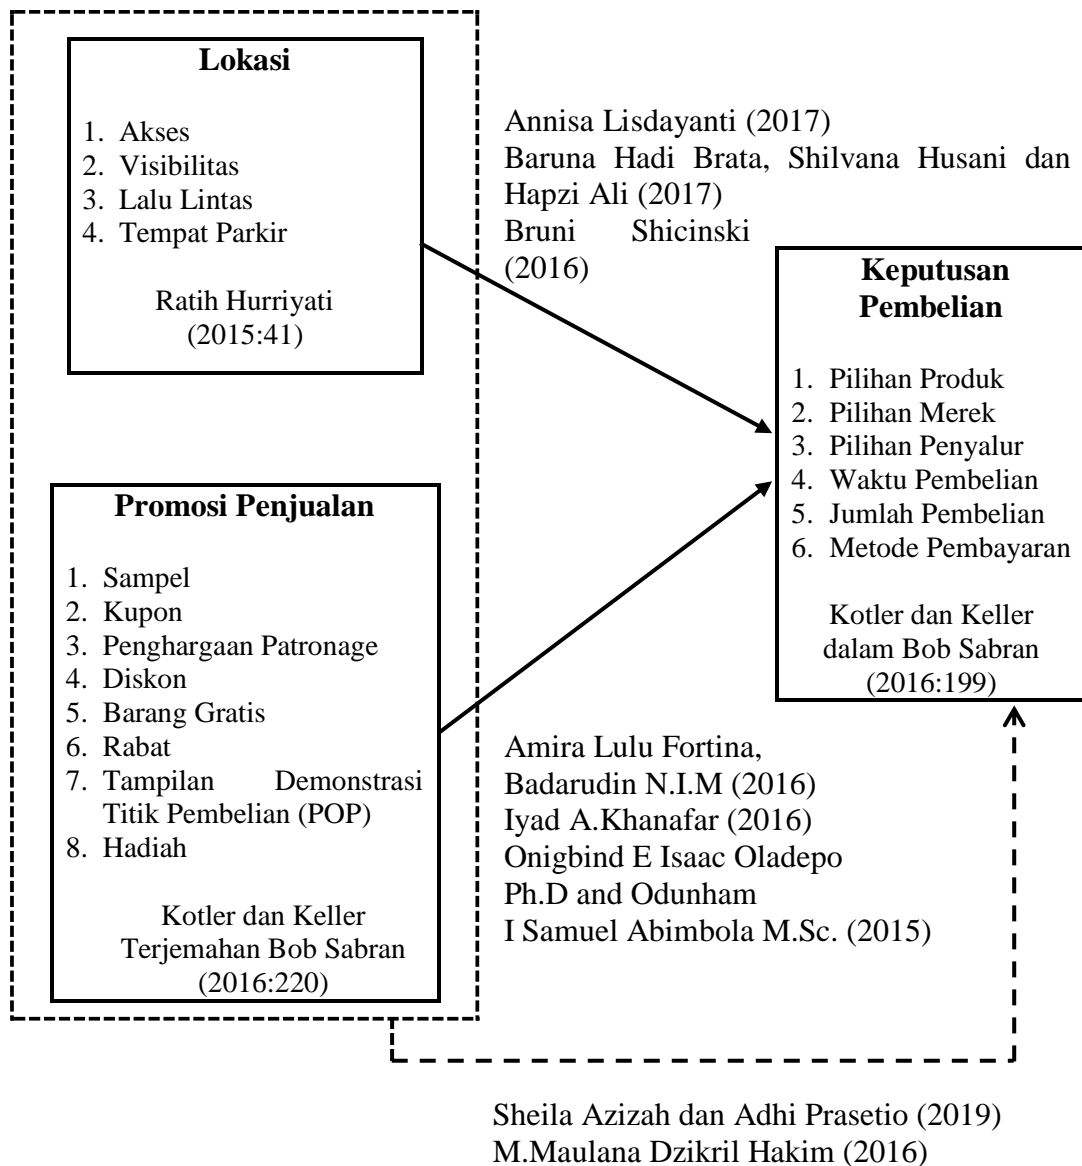 Lokasi
1. Akses
2. Visibilitas
3. Lalu Lintas
4. Tempat Parkir
Ratih Hurriyati
(2015:41)
Annisa Lisdayanti (2017)
Baruna Hadi Brata, Shilvana Husani dan
Hapzi Ali (2017)
Bruni Shicinski
(2016)
Keputusan
Pembelian
1. Pilihan Produk
2. Pilihan Merek
3. Pilihan Penyalur
4. Waktu Pembelian
5. Jumlah Pembelian
6. Metode Pembayaran
Kotler dan Keller
dalam Bob Sabran
(2016:199)
Promosi Penjualan
1. Sampel
2. Kupon
3. Penghargaan Patronage
4. Diskon
5. Barang Gratis
6. Rabat
7. Tampilan Demonstrasi
Titik Pembelian (POP)
8. Hadiah
Kotler dan Keller
Terjemahan Bob Sabran
(2016:220)
Amira Lulu Fortina,
Badarudin N.I.M (2016)
Iyad A.Khanafar (2016)
Onigbind E Isaac Oladepo
Ph.D and Odunham
I Samuel Abimbola M.Sc. (2015)
Sheila Azizah dan Adhi Prasetio (2019)
M.Maulana Dzikril Hakim (2016)